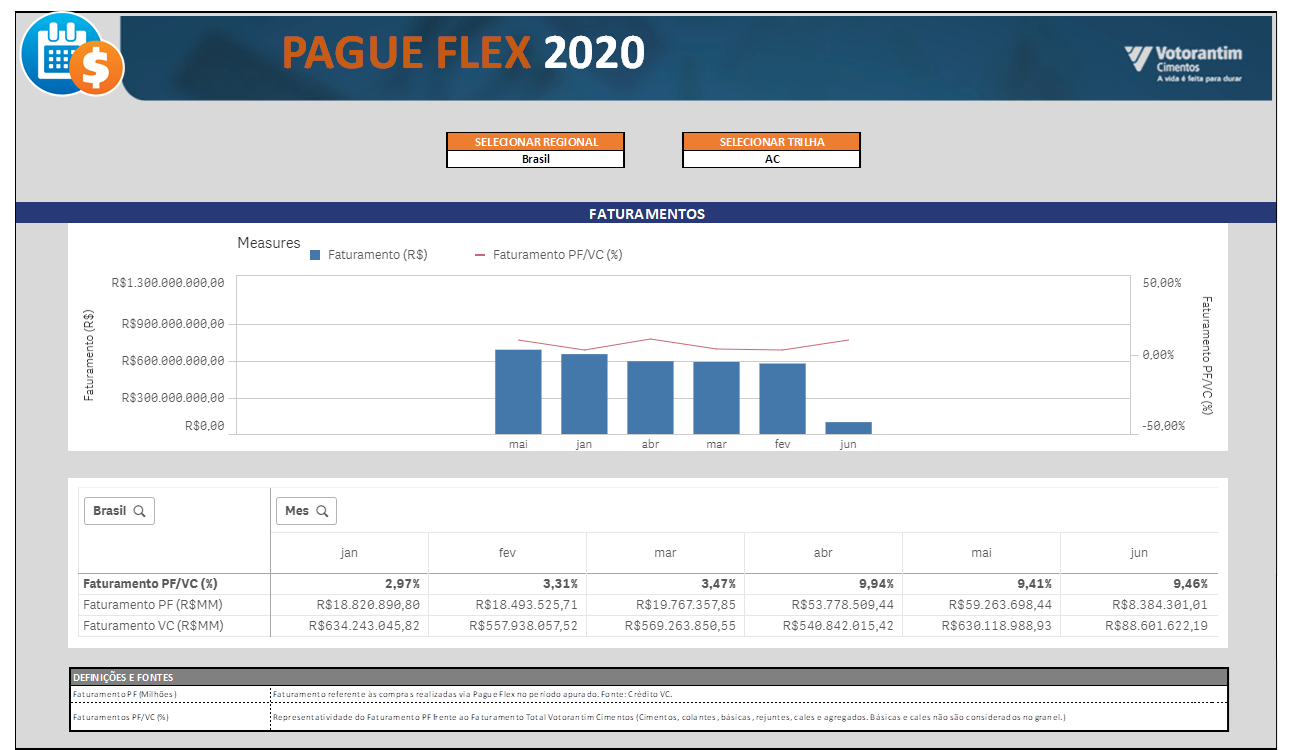 PAGUE FLEX 2020
Votorantim
Cimentos
A vida é feita para durar
SELECIONAR REGIONAL
Brasil
SELECIONAR TRILHA
AC
FATURAMENTOS
Measures
Faturamento (R$) Faturamento PF/VC (%)
Faturamento (R$)
R$1.300.000.000,00
R$900.000.000,00
R$600.000.000,00
R$300.000.000,00
R$0,00
50,00%
0,00%
-50,00%
Faturamento PF/VC (%)
mai jan abr mar fev jun
Brasil Mes
jan fev mar abr mai jun
Faturamento PF/VC (%) 2,97% 3,31% 3,47% 9,94% 9,41% 9,46%
Faturamento PF (R$MM) R$18.820.890,80 R$18.493.525,71 R$19.767.357,85 R$53.778.509,44 R$59.263.698,44 R$8.384.301,01
Faturamento VC (R$MM) R$634.243.045,82 R$557.938.057,52 R$569.263.850,55 R$540.842.015,42 R$630.118.988,93 R$88.601.622,19
DEFINIÇÕES E FONTES
Faturamento PF (Milhões) Faturamento referente às compras realizadas via Pague Flex no período apurado. Fonte: Crédito VC.
Faturamentos PF/VC (%) Representatividade do Faturamento PF frente ao Faturamento Total Votorantim Cimentos (Cimentos, colantes, básicas, rejuntes, cales e agregados. Básicas e cales não são considerados no granel.)